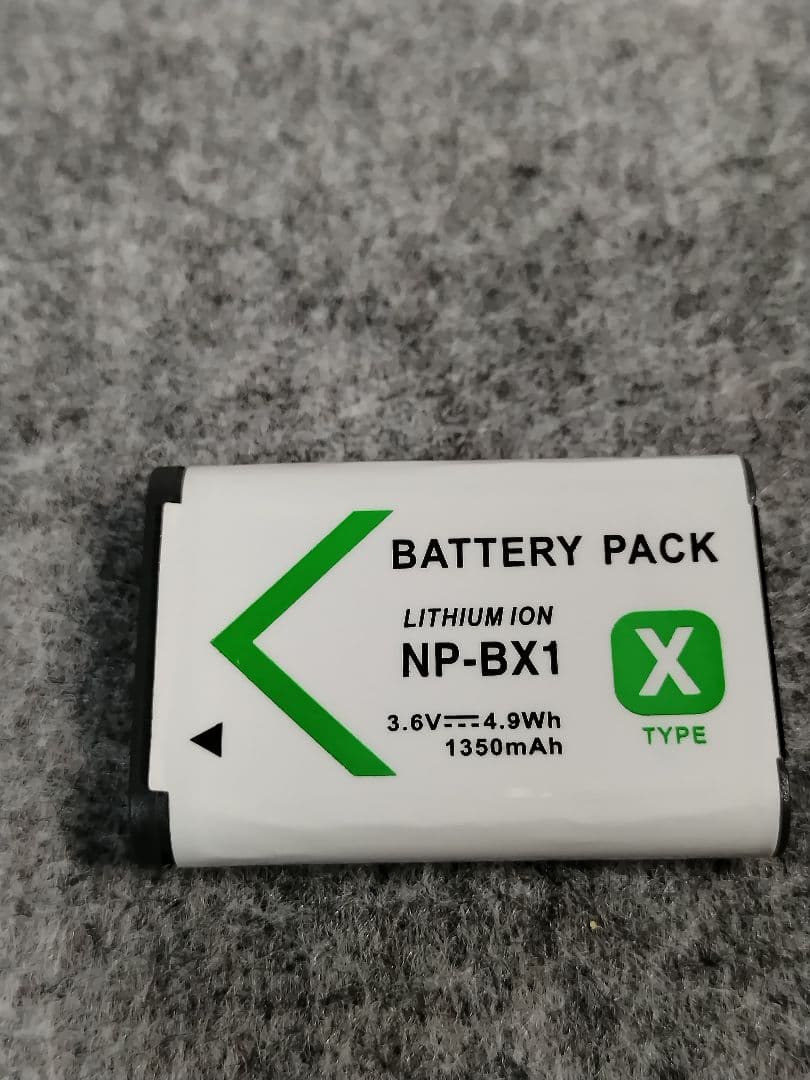 BATTERY PACK
LITHIUM ION
NP-BX1
X
3.6V⎓4.9Wh
1350mAh
TYPE